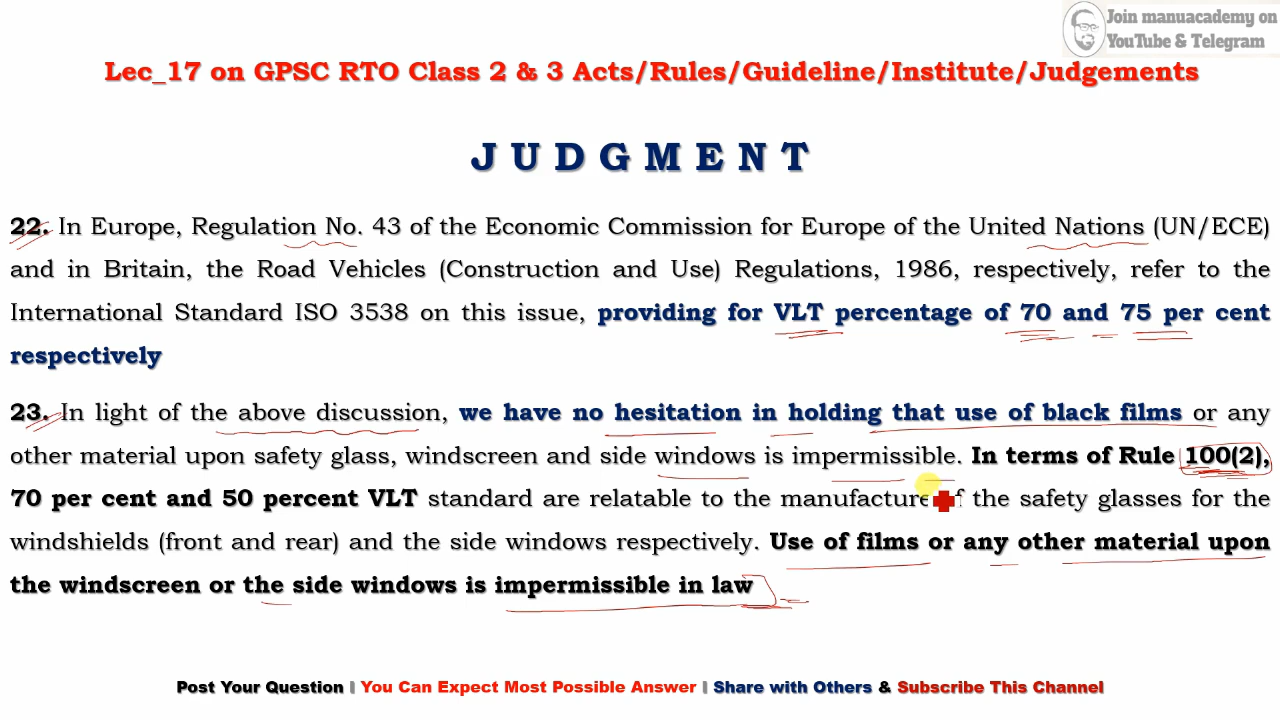 Join manuacademy on
YouTube & Telegram
Lec_17 on GPSC RTO Class 2 & 3 Acts/Rules/Guideline/Institute/Judgements
JUDGMENT
22. In Europe, Regulation No. 43 of the Economic Commission for Europe of the United Nations (UN/ECE)
and in Britain, the Road Vehicles (Construction and Use) Regulations, 1986, respectively, refer to the
International Standard ISO 3538 on this issue, providing for VLT percentage of 70 and 75 per cent
respectively
23. In light of the above discussion, we have no hesitation in holding that use of black films or any
other material upon safety glass, windscreen and side windows is impermissible. In terms of Rule 100(2),
70 per cent and 50 percent VLT standard are relatable to the manufacture of the safety glasses for the
windshields (front and rear) and the side windows respectively. Use of films or any other material upon
the windscreen or the side windows is impermissible in law
Post Your Question | You Can Expect Most Possible Answer | Share with Others & Subscribe This Channel